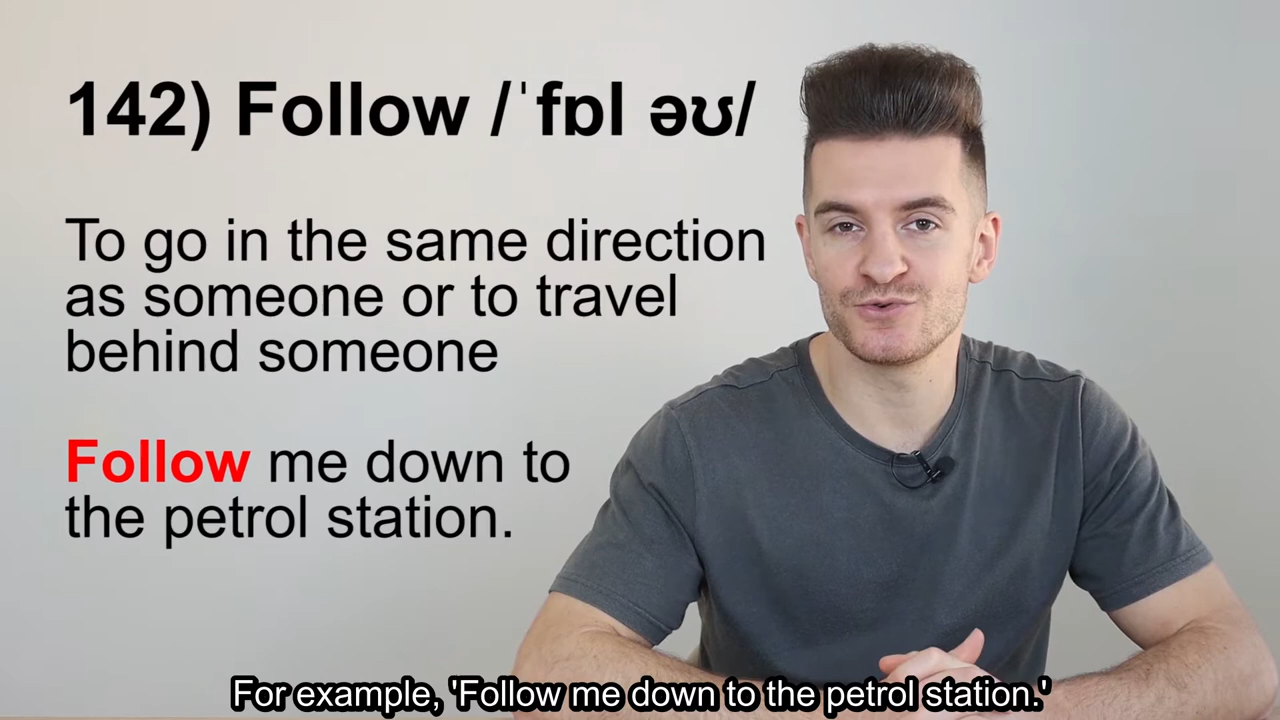 142) Follow /ˈfɒl əʊ/
To go in the same direction
as someone or to travel
behind someone
Follow me down to
the petrol station.
For example, 'Follow me down to the petrol station.'